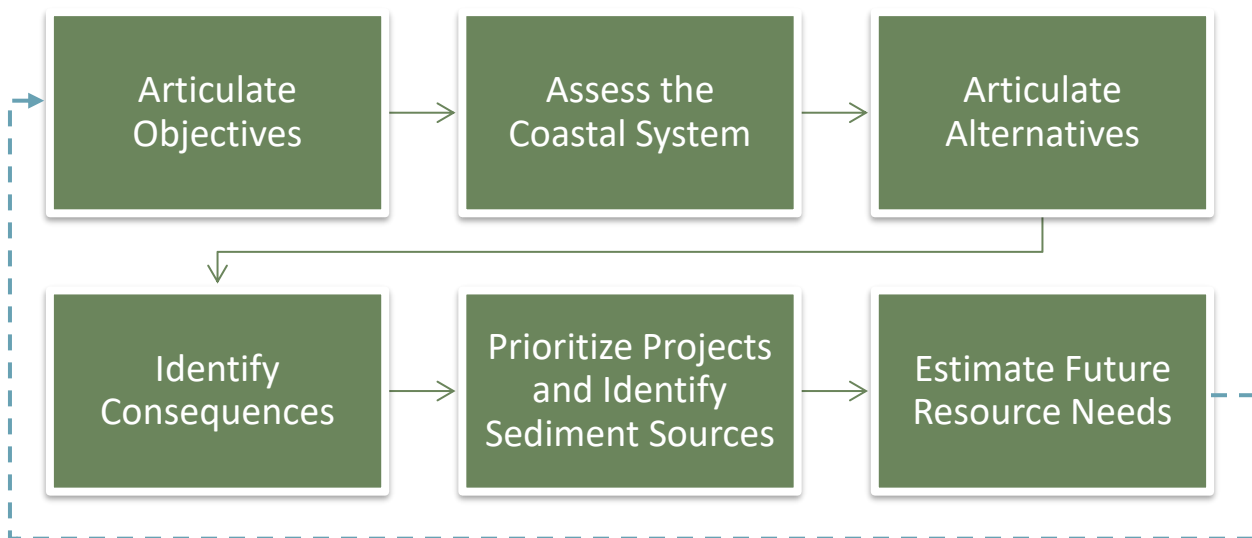 Articulate
Objectives
Assess the
Coastal System
Articulate
Alternatives
Identify
Consequences
Prioritize Projects
and Identify
Sediment Sources
Estimate Future
Resource Needs